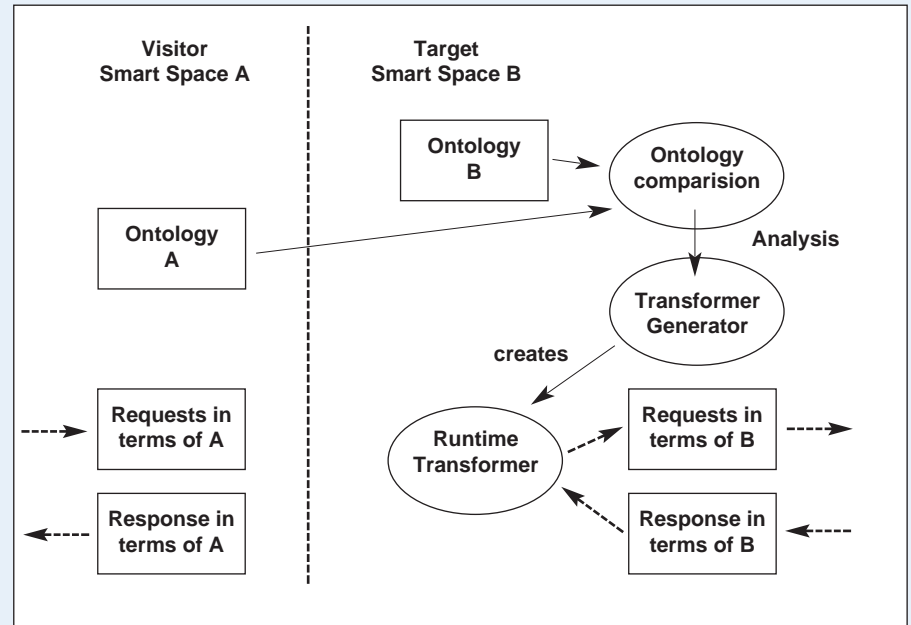 Visitor
Smart Space A
Target
Smart Space B
Ontology
B
Ontology
comparision
Ontology
A
Analysis
Transformer
Generator
creates
Requests in
terms of A
Runtime
Transformer
Requests in
terms of B
Response in
terms of A
Response in
terms of B